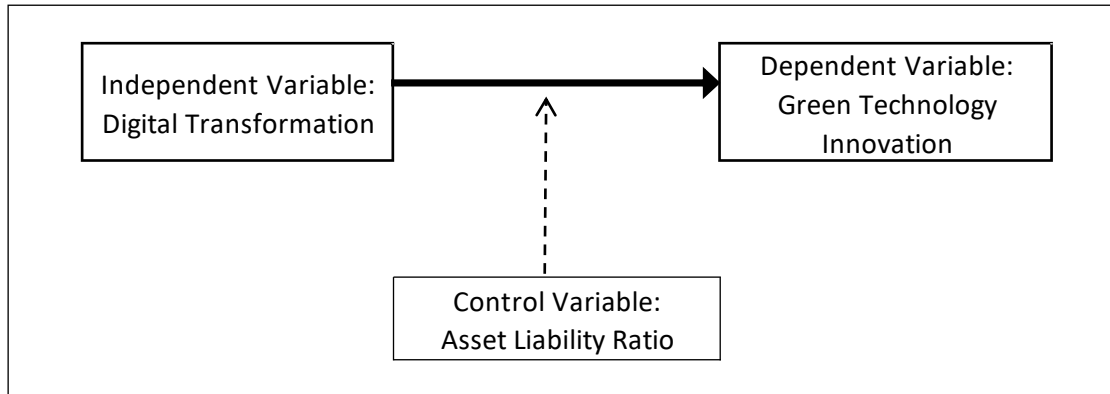 Independent Variable:
Digital Transformation
Dependent Variable:
Green Technology
Innovation
Control Variable:
Asset Liability Ratio